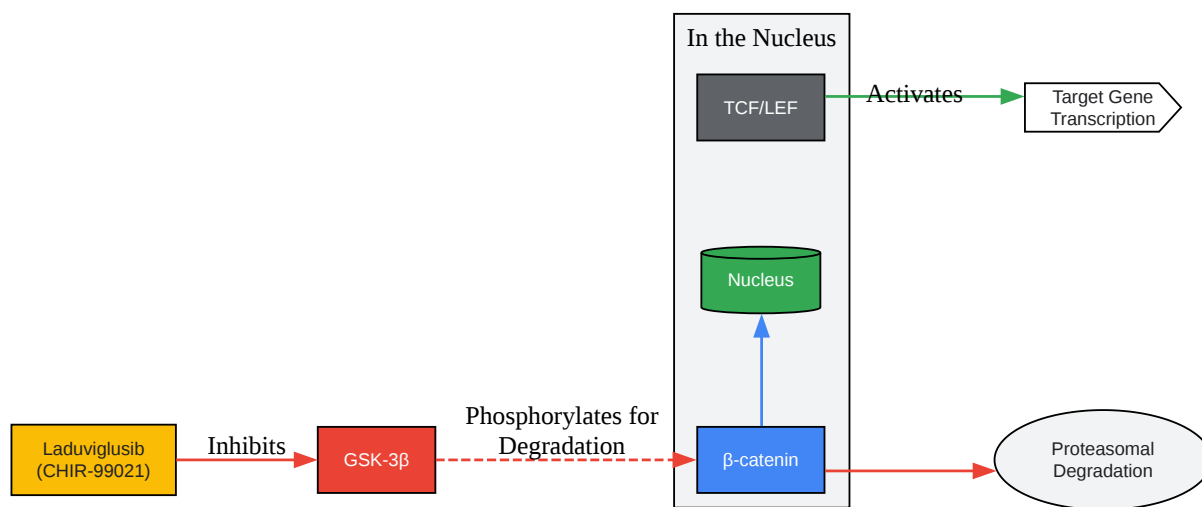 In the Nucleus
TCF/LEF
Activates
Target Gene
Transcription
Nucleus
Laduviglusib
(CHIR-99021)
Inhibits
GSK-3β
Phosphorylates for
Degradation
β-catenin
Proteasomal
Degradation